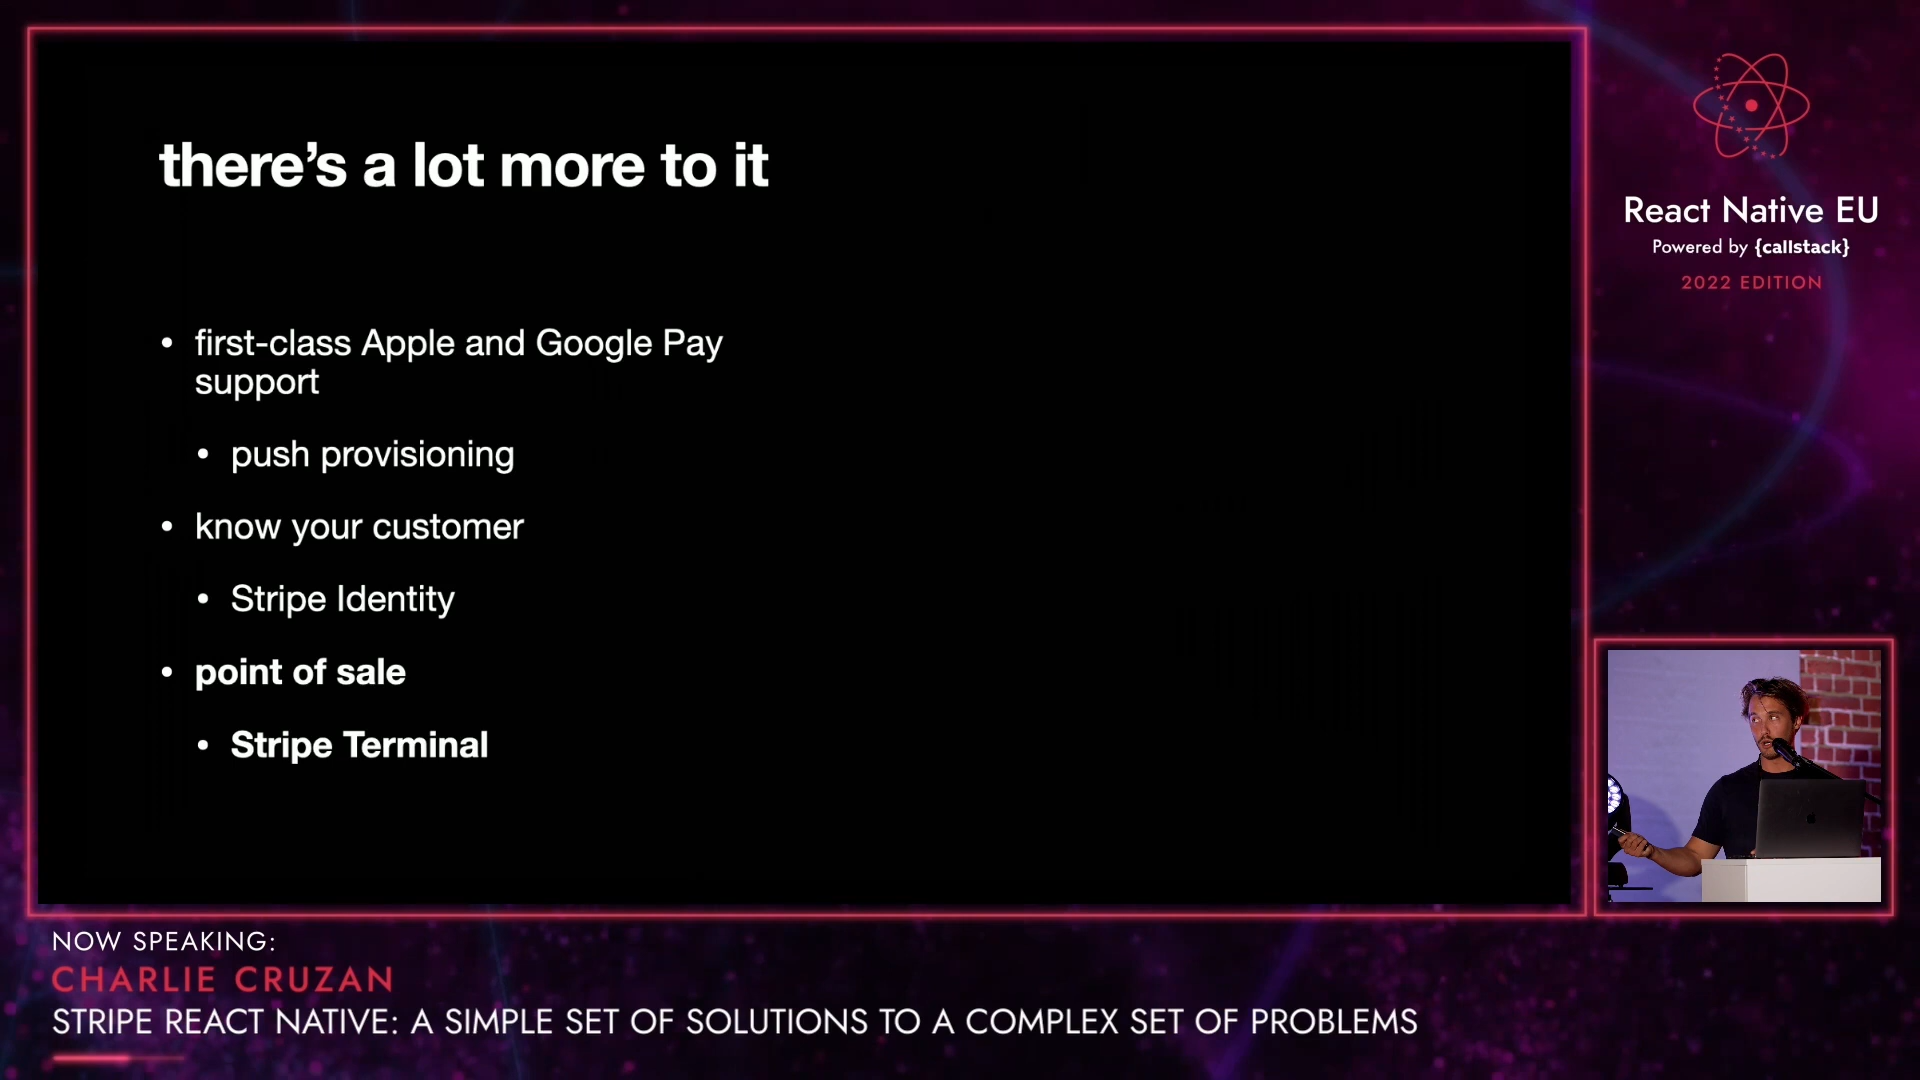 there’s a lot more to it
• first-class Apple and Google Pay
support
• push provisioning
• know your customer
• Stripe Identity
• point of sale
• Stripe Terminal
React Native EU
Powered by {callstack}
2022 EDITION
NOW SPEAKING:
CHARLIE CRUZAN
STRIPE REACT NATIVE: A SIMPLE SET OF SOLUTIONS TO A COMPLEX SET OF PROBLEMS